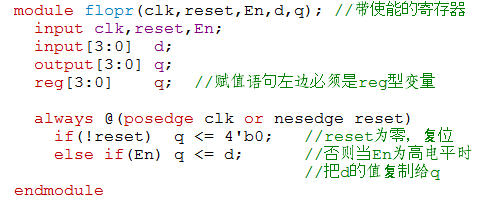 module flopr(clk,reset,En,d,q); //带使能的寄存器
input clk,reset,En;
input[3:0] d;
output[3:0] q;
reg[3:0] q; //赋值语句左边必须是reg型变量
always @(posedge clk or nesedge reset)
if(!reset) q <= 4'b0; //reset为零，复位
else if(En) q <= d; //否则当En为高电平时
//把d的值复制给q
endmodule